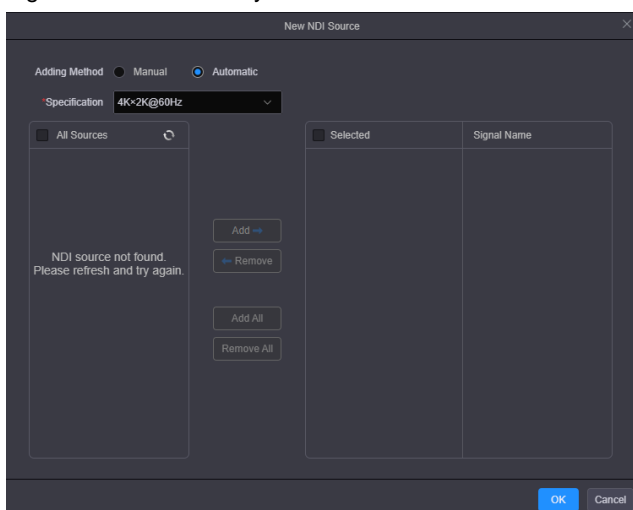 New NDI Source
Adding Method Manual Automatic
*Specification 4K×2K@60Hz
All Sources Selected Signal Name
Add →
NDI source not found.
Please refresh and try again.
← Remove
Add All
Remove All
OK Cancel